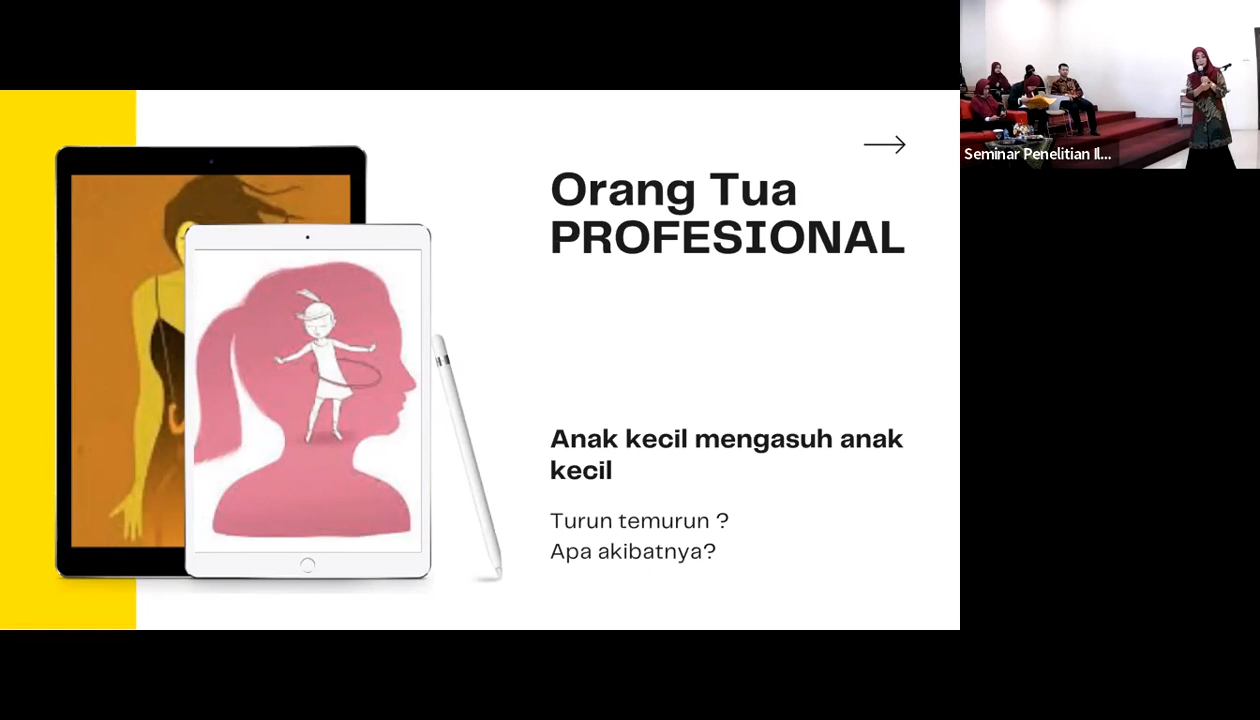 Orang Tua
PROFESIONAL
Anak kecil mengasuh anak
kecil
Turun temurun ?
Apa akibatnya?
Seminar Penelitian Il...